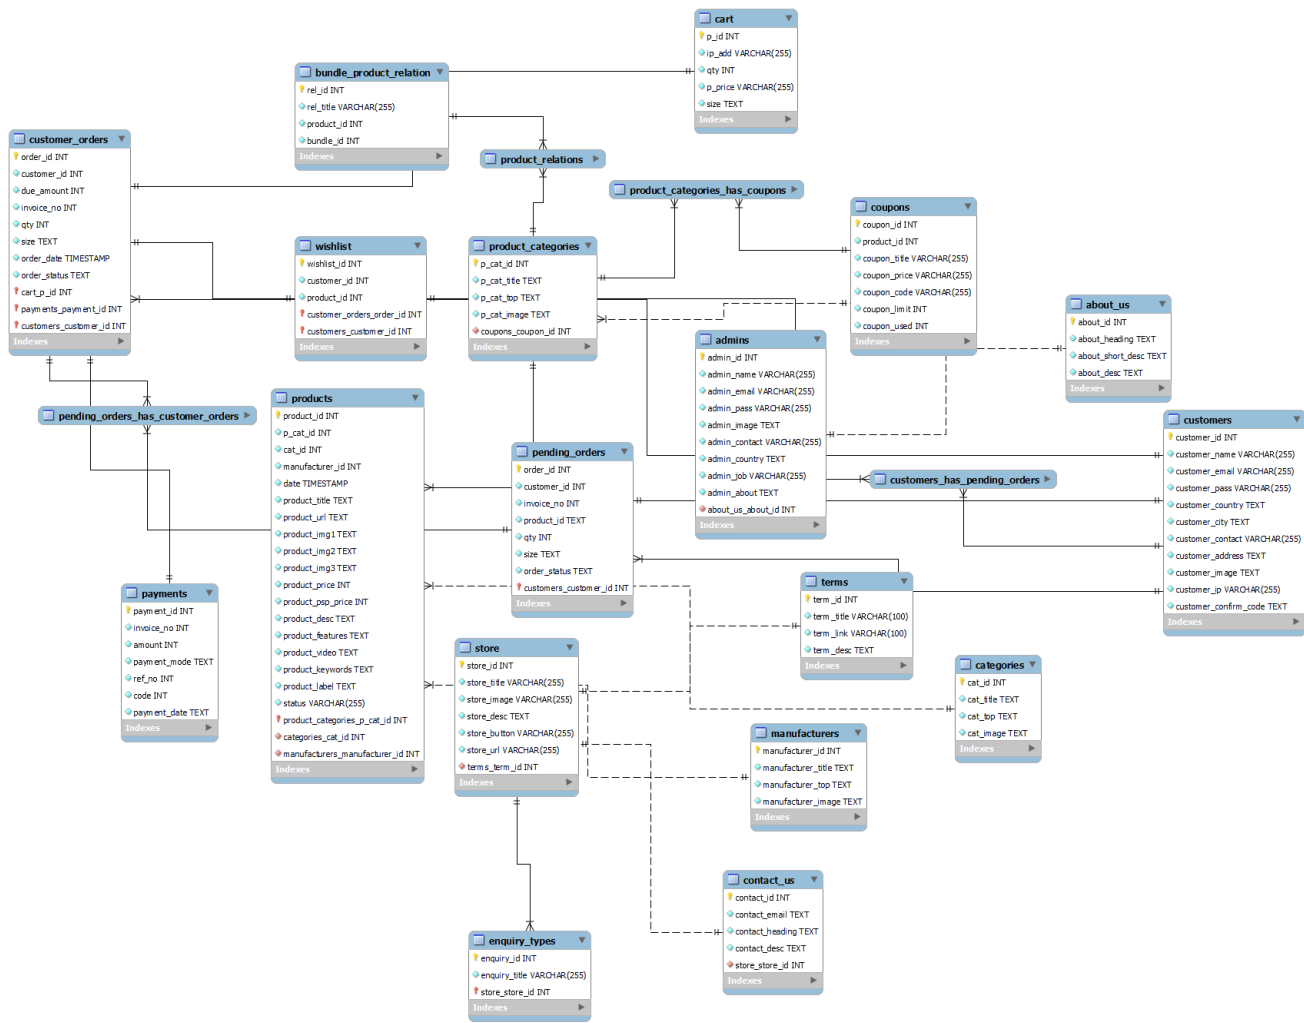 cart
p_id INT
ip_add VARCHAR(255)
qty INT
p_price VARCHAR(255)
size TEXT
Indexes
bundle_product_relation
rel_id INT
rel_title VARCHAR(255)
product_id INT
bundle_id INT
Indexes
customer_orders
order_id INT
customer_id INT
due_amount INT
invoice_no INT
qty INT
size TEXT
order_date TIMESTAMP
order_status TEXT
cart_p_id INT
payments_payment_id INT
customers_customer_id INT
Indexes
product_relations
product_categories_has_coupons
coupons
coupon_id INT
product_id INT
coupon_title VARCHAR(255)
coupon_price VARCHAR(255)
coupon_code VARCHAR(255)
coupon_limit INT
coupon_used INT
Indexes
wishlist
wishlist_id INT
customer_id INT
product_id INT
customer_orders_order_id INT
customers_customer_id INT
Indexes
product_categories
p_cat_id INT
p_cat_title TEXT
p_cat_top TEXT
p_cat_image TEXT
coupons_coupon_id INT
Indexes
about_us
about_id INT
about_heading TEXT
about_short_desc TEXT
about_desc TEXT
Indexes
admins
admin_id INT
admin_name VARCHAR(255)
admin_email VARCHAR(255)
admin_pass VARCHAR(255)
admin_image TEXT
admin_contact VARCHAR(255)
admin_country TEXT
admin_job VARCHAR(255)
admin_about TEXT
about_us_about_id INT
Indexes
pending_orders_has_customer_orders
products
product_id INT
p_cat_id INT
cat_id INT
manufacturer_id INT
date TIMESTAMP
product_title TEXT
product_url TEXT
product_img1 TEXT
product_img2 TEXT
product_img3 TEXT
product_price INT
product_psp_price INT
product_desc TEXT
product_features TEXT
product_video TEXT
product_keywords TEXT
product_label TEXT
status VARCHAR(255)
product_categories_p_cat_id INT
categories_cat_id INT
manufacturers_manufacturer_id INT
Indexes
customers
customer_id INT
customer_name VARCHAR(255)
customer_email VARCHAR(255)
customer_pass VARCHAR(255)
customer_country TEXT
customer_city TEXT
customer_contact VARCHAR(255)
customer_address TEXT
customer_image TEXT
customer_ip VARCHAR(255)
customer_confirm_code TEXT
Indexes
pending_orders
order_id INT
customer_id INT
invoice_no INT
product_id TEXT
qty INT
size TEXT
order_status TEXT
customers_customer_id INT
Indexes
customers_has_pending_orders
payments
payment_id INT
invoice_no INT
amount INT
payment_mode TEXT
ref_no INT
code INT
payment_date TEXT
Indexes
terms
term_id INT
term_title VARCHAR(100)
term_link VARCHAR(100)
term_desc TEXT
Indexes
store
store_id INT
store_title VARCHAR(255)
store_image VARCHAR(255)
store_desc TEXT
store_button VARCHAR(255)
store_url VARCHAR(255)
terms_term_id INT
Indexes
categories
cat_id INT
cat_title TEXT
cat_top TEXT
cat_image TEXT
Indexes
manufacturers
manufacturer_id INT
manufacturer_title TEXT
manufacturer_top TEXT
manufacturer_image TEXT
Indexes
contact_us
contact_id INT
contact_email TEXT
contact_heading TEXT
contact_desc TEXT
store_store_id INT
Indexes
enquiry_types
enquiry_id INT
enquiry_title VARCHAR(255)
store_store_id INT
Indexes